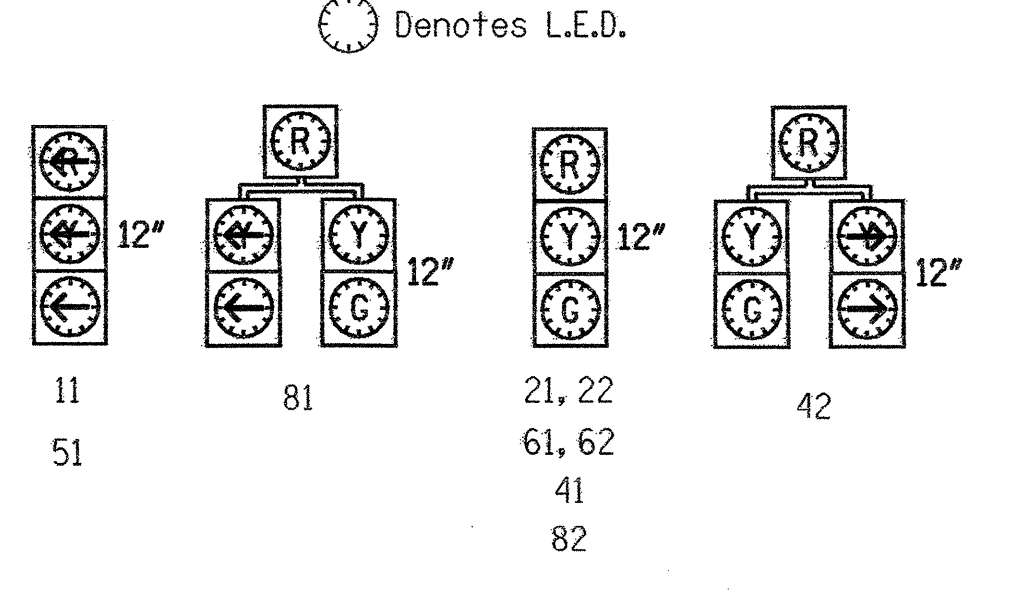 Denotes L.E.D.
R R R R
Y 12″ Y Y Y 12″ Y Y
G 12″ G G 12″
11 81 21, 22 42
51 61, 62
41
82